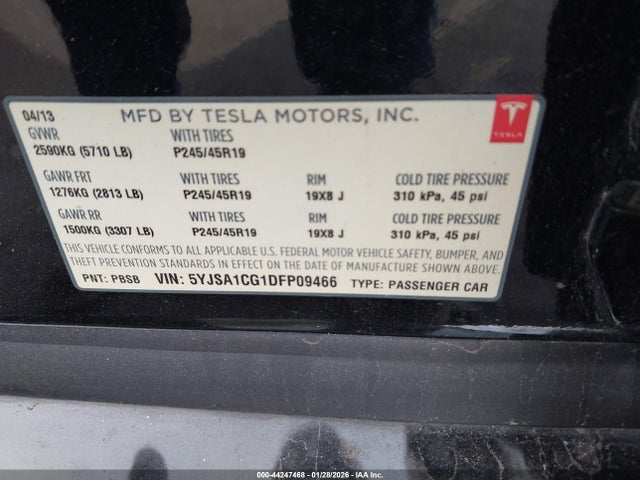 04/13 MFD BY TESLA MOTORS, INC.
GVWR WITH TIRES
2590KG (5710 LB) P245/45R19
TESLA
GAWR FRT WITH TIRES RIM COLD TIRE PRESSURE
1276KG (2813 LB) P245/45R19 19X8 J 310 kPa, 45 psi
GAWR RR WITH TIRES RIM COLD TIRE PRESSURE
1500KG (3307 LB) P245/45R19 19X8 J 310 kPa, 45 psi
THIS VEHICLE CONFORMS TO ALL APPLICABLE U.S. FEDERAL MOTOR VEHICLE SAFETY, BUMPER, AND
THEFT PREVENTION STANDARDS IN EFFECT ON THE DATE OF MANUFACTURE SHOWN ABOVE.
PNT: PBSB VIN: 5YJSA1CG1DFP09466 TYPE: PASSENGER CAR
000-44247468 | 01/28/2026 - IAA, Inc.